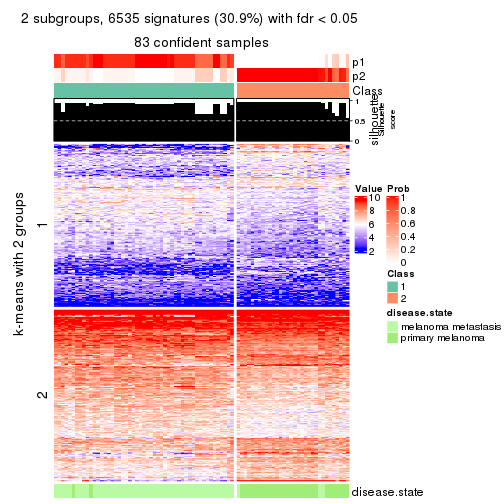 2 subgroups, 6535 signatures (30.9%) with fdr < 0.05
83 confident samples
p1
p2
Class
1
0.5
0
silhouette
Silhouette
score
k-means with 2 groups
1
2
disease.state
Value
10
8
6
4
2
Prob
1
0.8
0.6
0.4
0.2
0
Class
1
2
disease.state
melanoma metastasis
primary melanoma